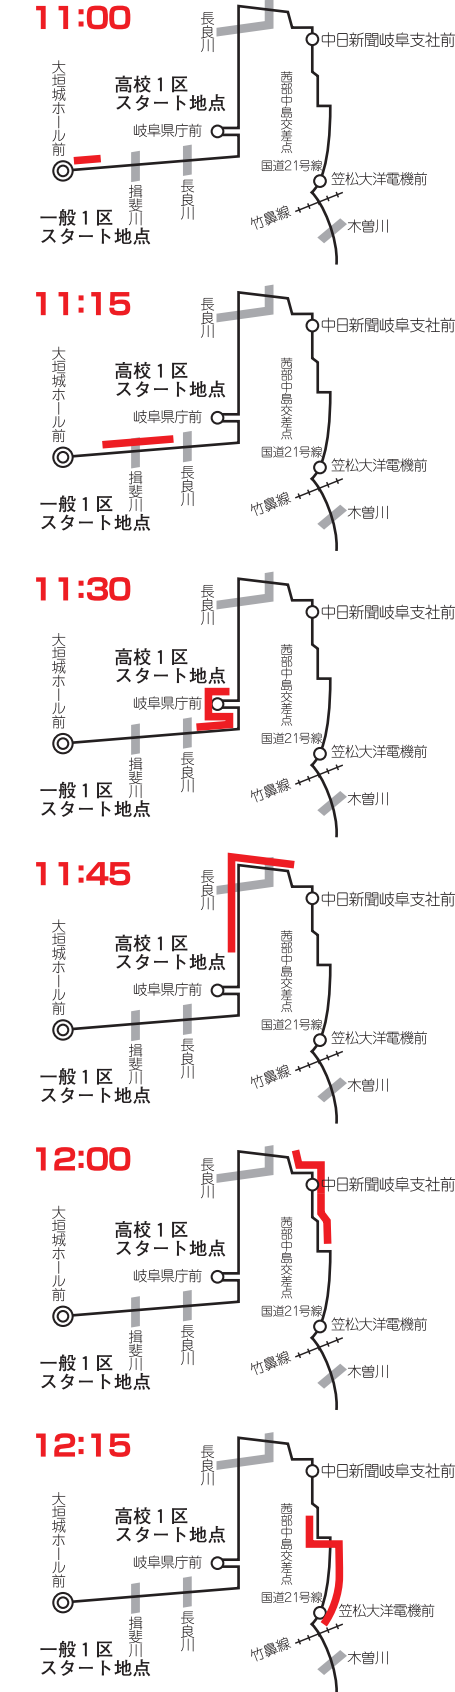 11:00
長良川
中日新聞岐阜支社前
大垣城ホール前
高校1区
スタート地点
茜部中島交差点
岐阜県庁前
国道21号線
笠松大洋電機前
揖斐川
長良川
竹鼻線
木曽川
一般1区
スタート地点
11:15
長良川
中日新聞岐阜支社前
大垣城ホール前
高校1区
スタート地点
茜部中島交差点
岐阜県庁前
国道21号線
笠松大洋電機前
揖斐川
長良川
竹鼻線
木曽川
一般1区
スタート地点
11:30
長良川
中日新聞岐阜支社前
大垣城ホール前
高校1区
スタート地点
茜部中島交差点
岐阜県庁前
国道21号線
笠松大洋電機前
揖斐川
長良川
竹鼻線
木曽川
一般1区
スタート地点
11:45
長良川
中日新聞岐阜支社前
大垣城ホール前
高校1区
スタート地点
茜部中島交差点
岐阜県庁前
国道21号線
笠松大洋電機前
揖斐川
長良川
竹鼻線
木曽川
一般1区
スタート地点
12:00
長良川
中日新聞岐阜支社前
大垣城ホール前
高校1区
スタート地点
茜部中島交差点
岐阜県庁前
国道21号線
笠松大洋電機前
揖斐川
長良川
竹鼻線
木曽川
一般1区
スタート地点
12:15
長良川
中日新聞岐阜支社前
大垣城ホール前
高校1区
スタート地点
茜部中島交差点
岐阜県庁前
国道21号線
笠松大洋電機前
揖斐川
長良川
竹鼻線
木曽川
一般1区
スタート地点